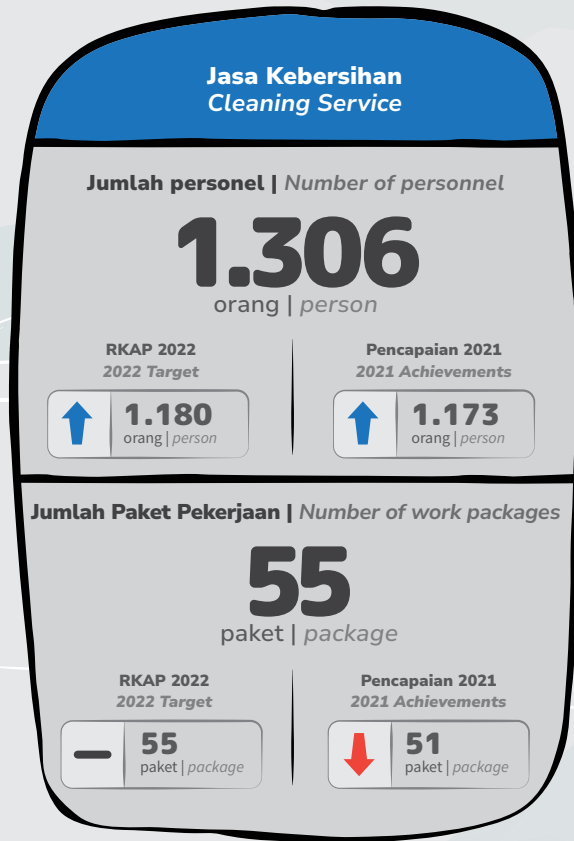 Jasa Kebersihan
Cleaning Service
Jumlah personel | Number of personnel
1.306
orang | person
RKAP 2022
2022 Target
1.180
orang | person
Pencapaian 2021
2021 Achievements
1.173
orang | person
Jumlah Paket Pekerjaan | Number of work packages
55
paket | package
RKAP 2022
2022 Target
55
paket | package
Pencapaian 2021
2021 Achievements
51
paket | package